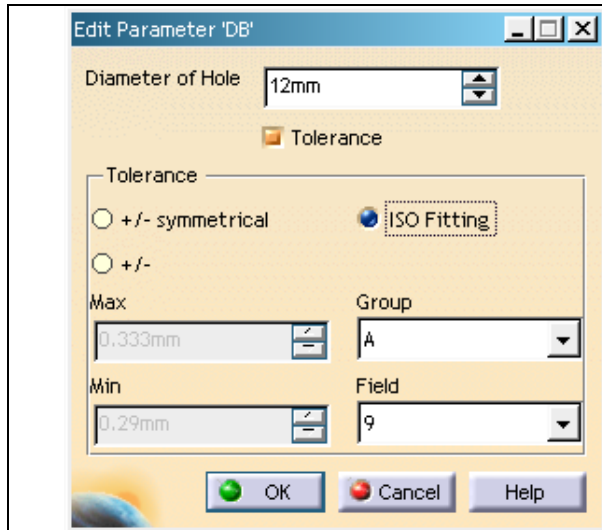 Edit Parameter 'DB'
Diameter of Hole 12mm
Tolerance
Tolerance
+/- symmetrical ISO Fitting
+/-
Max Group
0.333mm A
Min Field
0.29mm 9
OK Cancel Help